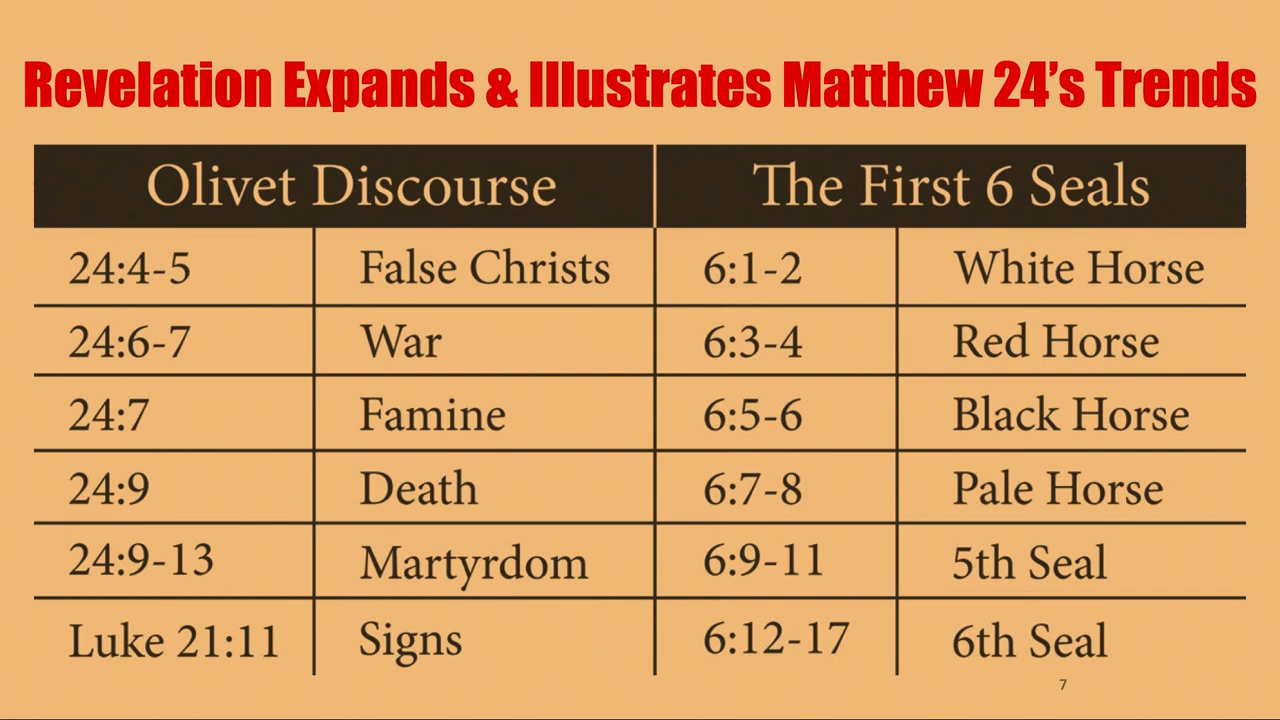 Revelation Expands & Illustrates Matthew 24’s Trends
Olivet Discourse The First 6 Seals
24:4-5 False Christs 6:1-2 White Horse
24:6-7 War 6:3-4 Red Horse
24:7 Famine 6:5-6 Black Horse
24:9 Death 6:7-8 Pale Horse
24:9-13 Martyrdom 6:9-11 5th Seal
Luke 21:11 Signs 6:12-17 6th Seal
7